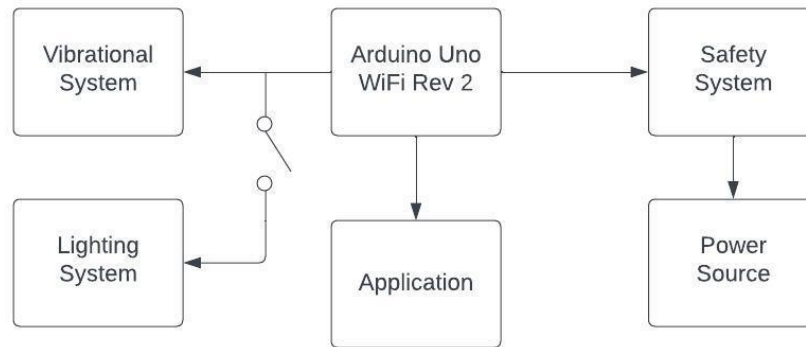 Vibrational
System
Arduino Uno
WiFi Rev 2
Safety
System
Lighting
System
Application
Power
Source